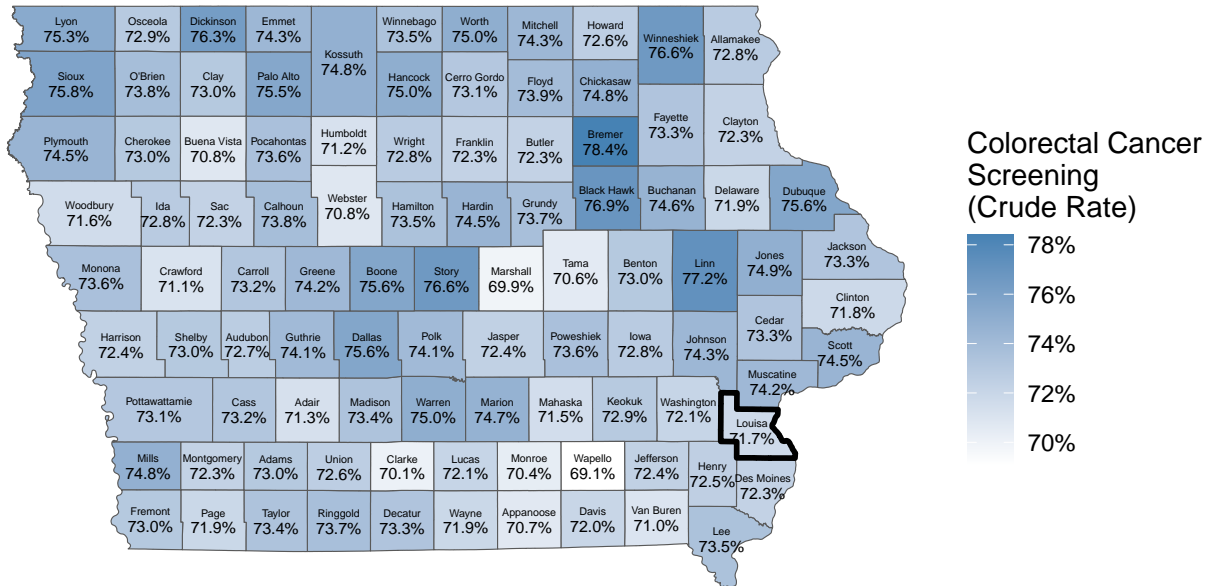 Lyon
75.3%
Osceola
72.9%
Dickinson
76.3%
Emmet
74.3%
Kossuth
74.8%
Winnebago
73.5%
Worth
75.0%
Mitchell
74.3%
Howard
72.6%
Winneshiek
76.6%
Allamakee
72.8%
Sioux
75.8%
O'Brien
73.8%
Clay
73.0%
Palo Alto
75.5%
Hancock
75.0%
Cerro Gordo
73.1%
Floyd
73.9%
Chickasaw
74.8%
Fayette
73.3%
Clayton
72.3%
Plymouth
74.5%
Cherokee
73.0%
Buena Vista
70.8%
Pocahontas
73.6%
Humboldt
71.2%
Wright
72.8%
Franklin
72.3%
Butler
72.3%
Bremer
78.4%
Woodbury
71.6%
Ida
72.8%
Sac
72.3%
Calhoun
73.8%
Webster
70.8%
Hamilton
73.5%
Hardin
74.5%
Grundy
73.7%
Black Hawk
76.9%
Buchanan
74.6%
Delaware
71.9%
Dubuque
75.6%
Monona
73.6%
Crawford
71.1%
Carroll
73.2%
Greene
74.2%
Boone
75.6%
Story
76.6%
Marshall
69.9%
Tama
70.6%
Benton
73.0%
Linn
77.2%
Jones
74.9%
Jackson
73.3%
Clinton
71.8%
Harrison
72.4%
Shelby
73.0%
Audubon
72.7%
Guthrie
74.1%
Dallas
75.6%
Polk
74.1%
Jasper
72.4%
Poweshiek
73.6%
Iowa
72.8%
Johnson
74.3%
Cedar
73.3%
Scott
74.5%
Muscatine
74.2%
Pottawattamie
73.1%
Cass
73.2%
Adair
71.3%
Madison
73.4%
Warren
75.0%
Marion
74.7%
Mahaska
71.5%
Keokuk
72.9%
Washington
72.1%
Louisa
71.7%
Mills
74.8%
Montgomery
72.3%
Adams
73.0%
Union
72.6%
Clarke
70.1%
Lucas
72.1%
Monroe
70.4%
Wapello
69.1%
Jefferson
72.4%
Henry
72.5%
Des Moines
72.3%
Fremont
73.0%
Page
71.9%
Taylor
73.4%
Ringgold
73.7%
Decatur
73.3%
Wayne
71.9%
Appanoose
70.7%
Davis
72.0%
Van Buren
71.0%
Lee
73.5%
Colorectal Cancer
Screening
(Crude Rate)
78%
76%
74%
72%
70%